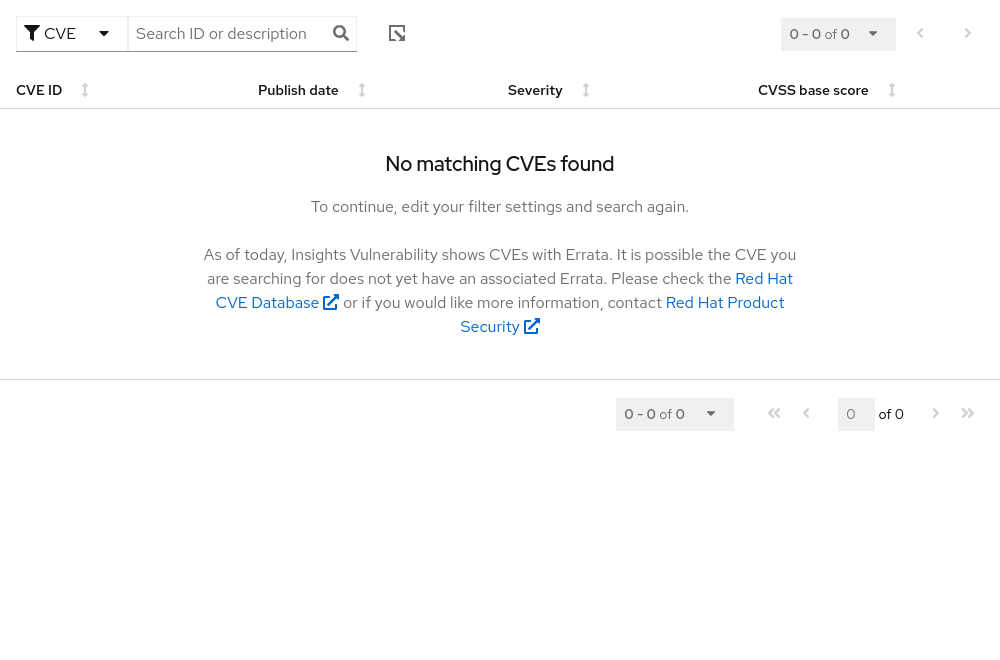 CVE Search ID or description 0 - 0 of 0
CVE ID Publish date Severity CVSS base score
No matching CVEs found
To continue, edit your filter settings and search again.
As of today, Insights Vulnerability shows CVEs with Errata. It is possible the CVE you
are searching for does not yet have an associated Errata. Please check the Red Hat
CVE Database or if you would like more information, contact Red Hat Product
Security
0 - 0 of 0 0 of 0